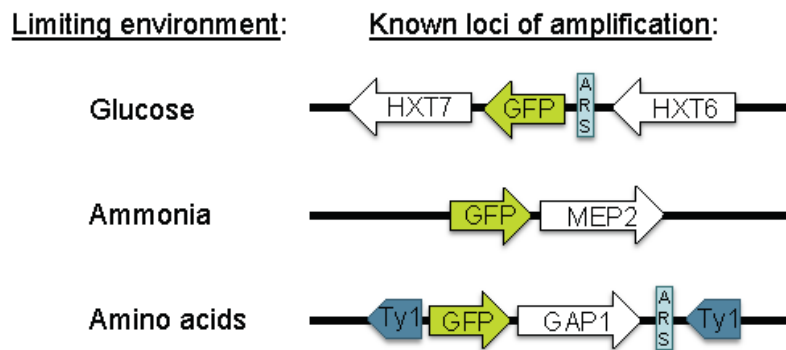 Limiting environment: Known loci of amplification:
Glucose HXT7 GFP ARS HXT6
Ammonia GFP MEP2
Amino acids Ty1 GFP GAP1 ARS Ty1